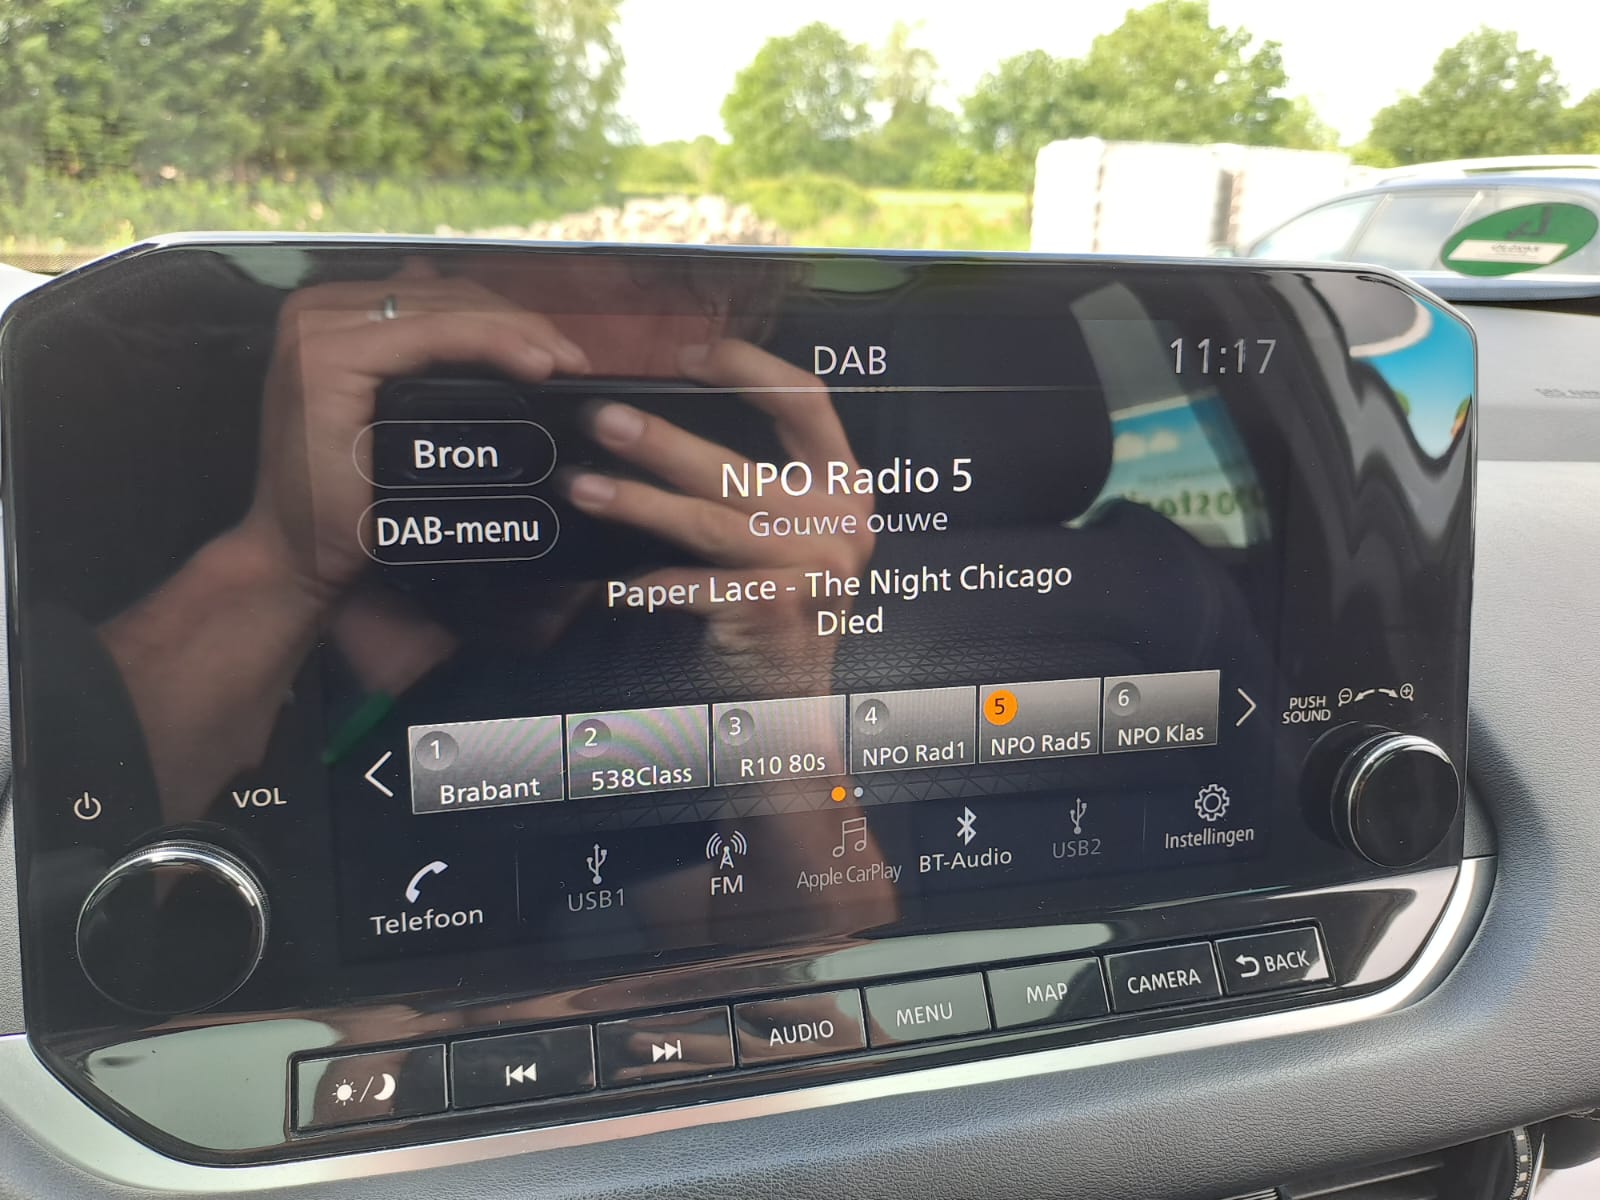 DAB
11:17
Bron
DAB-menu
NPO Radio 5
Gouwe ouwe
Paper Lace - The Night Chicago
Died
1
Brabant
2
538Class
3
R10 80s
4
NPO Rad1
5
NPO Rad5
6
NPO Klas
PUSH
SOUND
VOL
Telefoon
USB1
FM
Apple CarPlay
BT-Audio
USB2
Instellingen
AUDIO
MENU
MAP
CAMERA
BACK